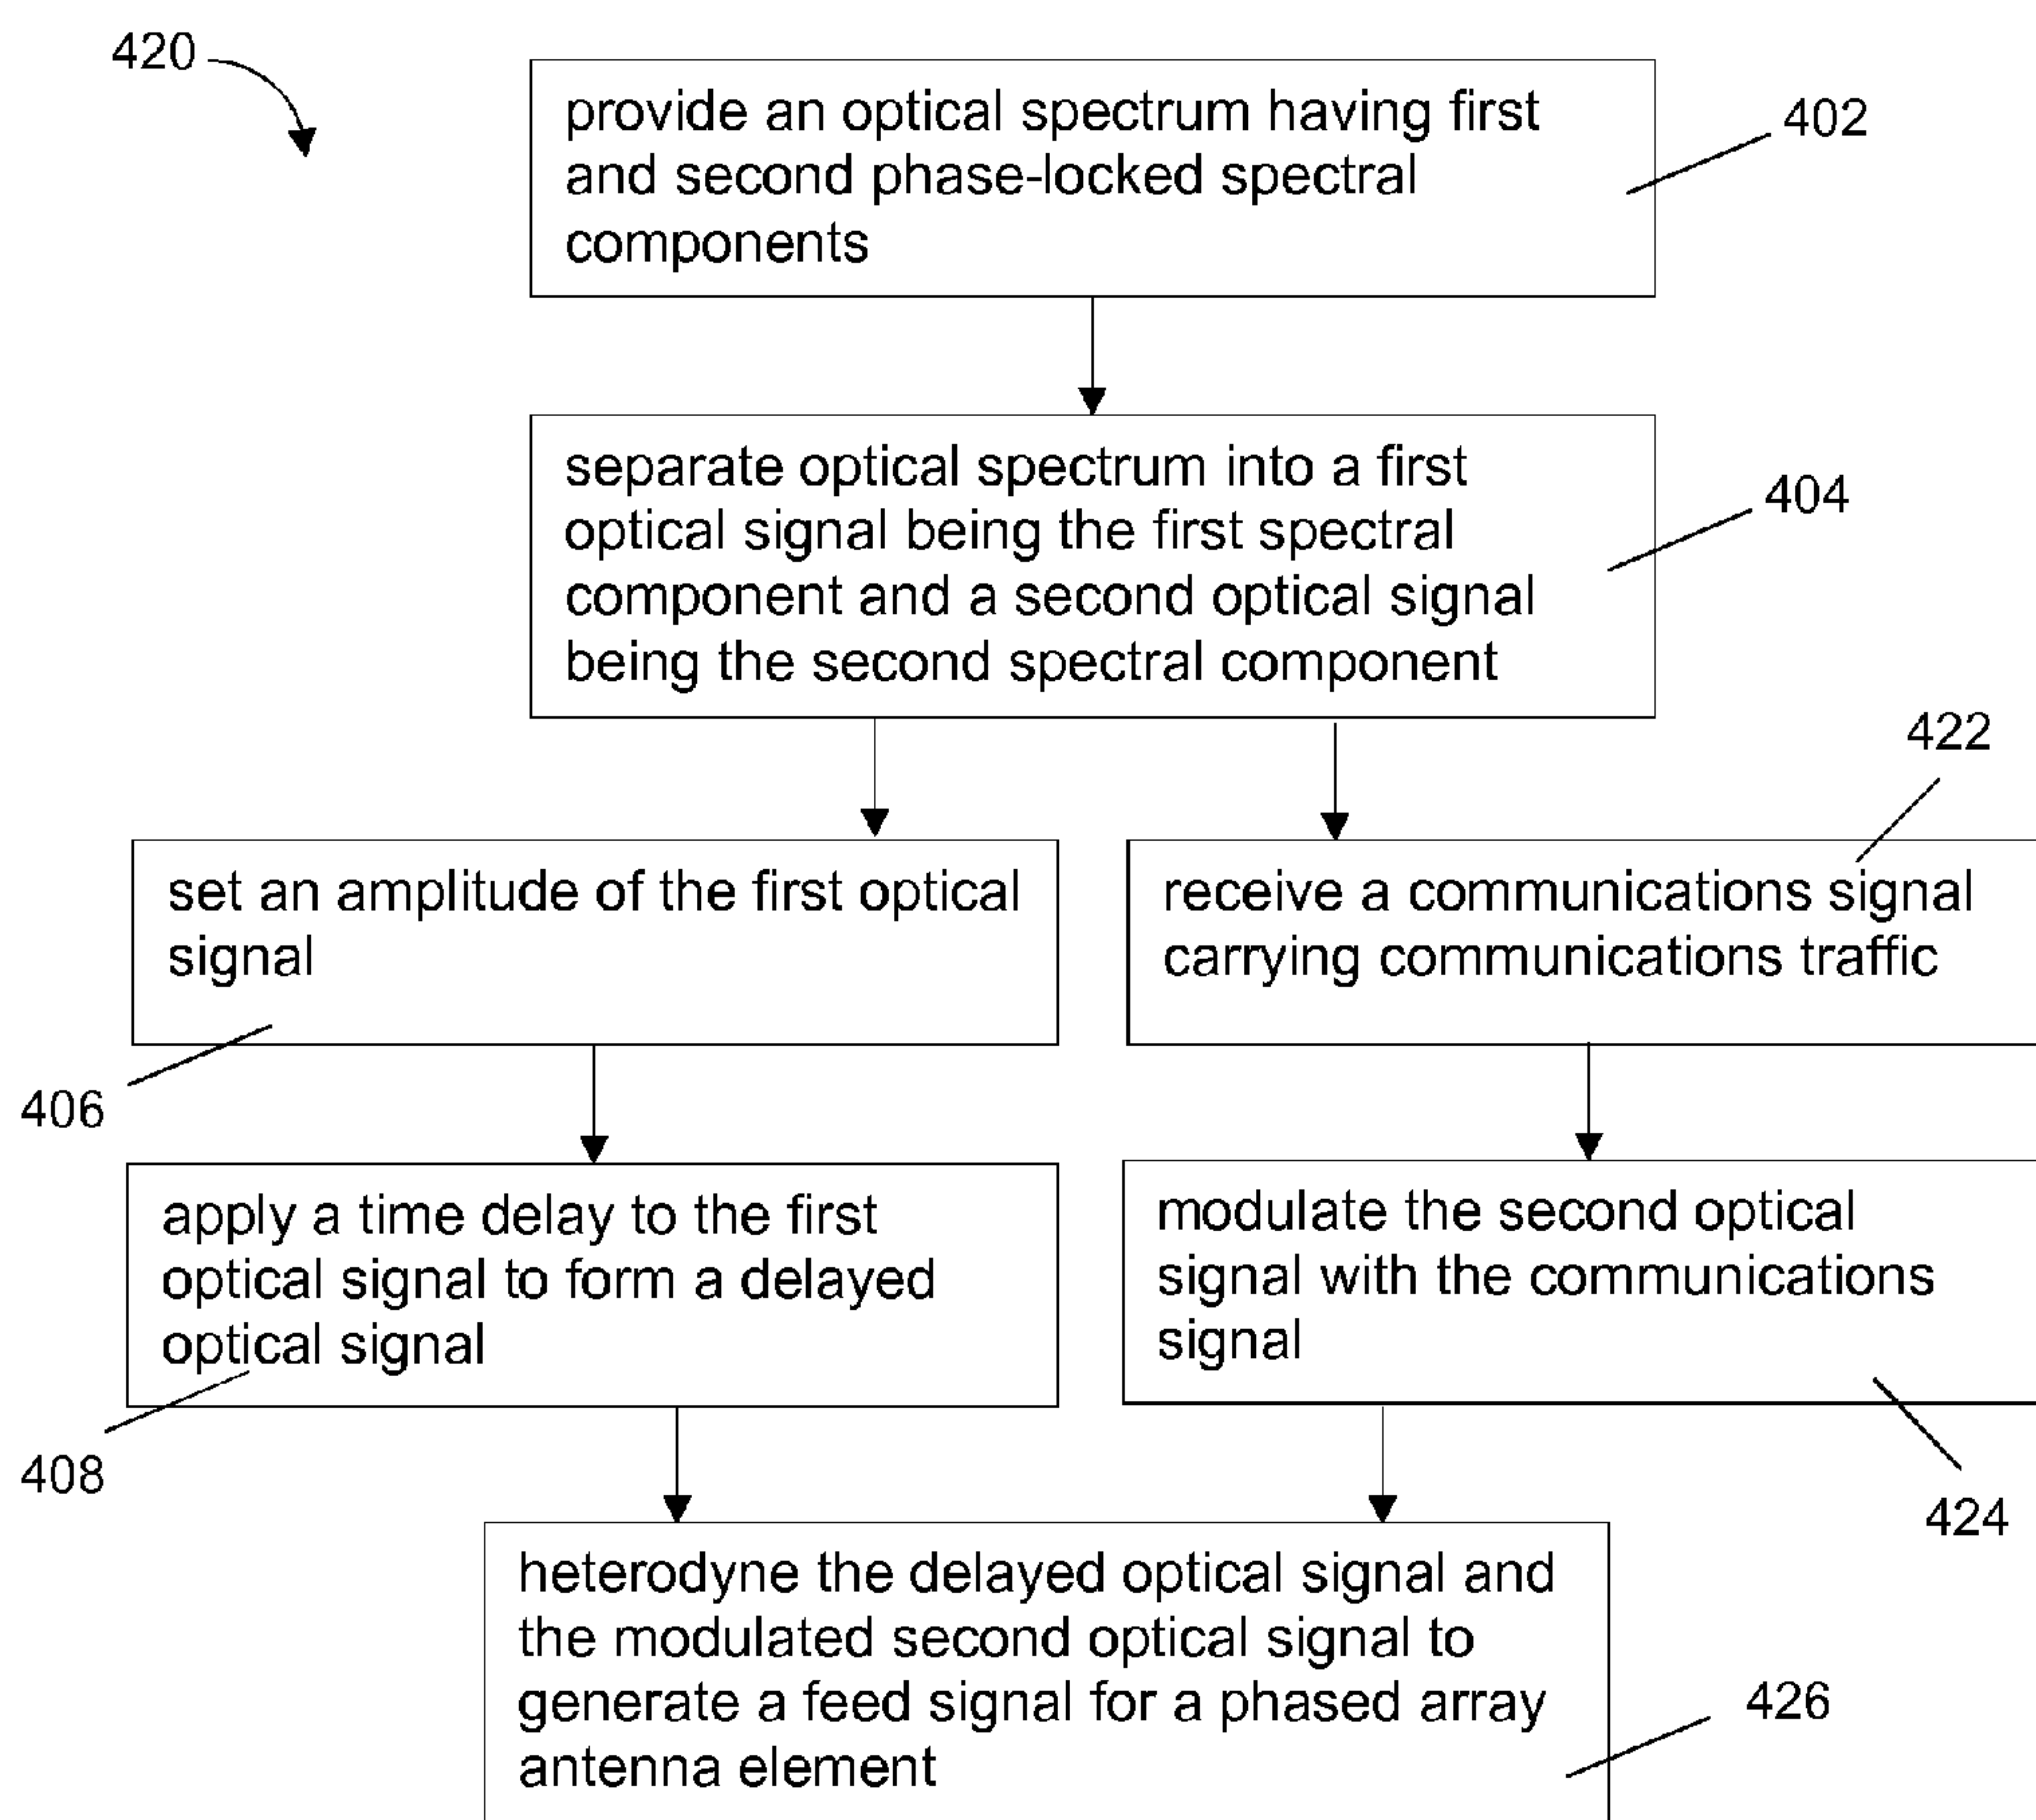 420
provide an optical spectrum having first
and second phase-locked spectral
components
402
separate optical spectrum into a first
optical signal being the first spectral
component and a second optical signal
being the second spectral component
404
422
set an amplitude of the first optical
signal
406
receive a communications signal
carrying communications traffic
apply a time delay to the first
optical signal to form a delayed
optical signal
408
modulate the second optical
signal with the communications
signal
424
heterodyne the delayed optical signal and
the modulated second optical signal to
generate a feed signal for a phased array
antenna element
426